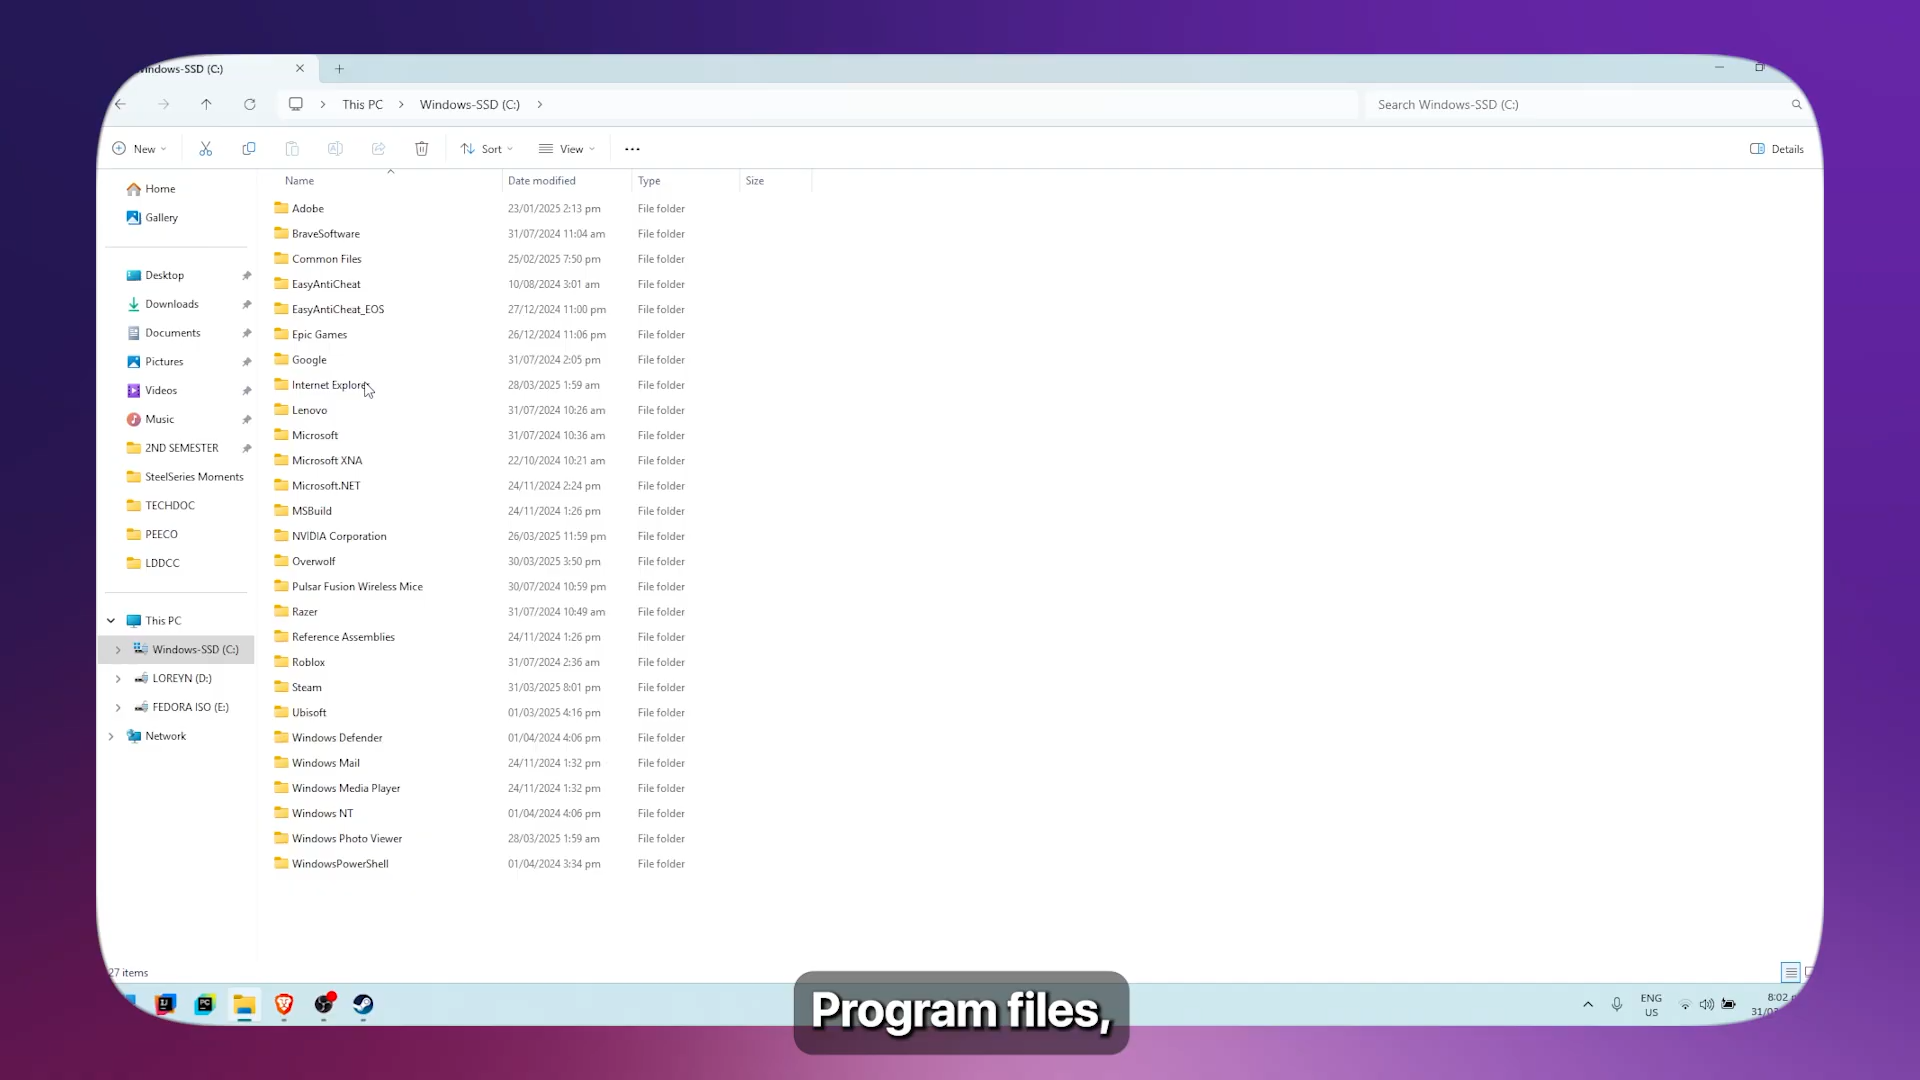 Windows-SSD (C:)
This PC
Windows-SSD (C:)
Search Windows-SSD (C:)
New
Sort
View
Details
Name
Date modified
Type
Size
Adobe 23/01/2025 2:13 pm File folder
BraveSoftware 31/07/2024 11:04 am File folder
Common Files 25/02/2025 7:50 pm File folder
EasyAntiCheat 10/08/2024 3:01 am File folder
EasyAntiCheat_EOS 27/12/2024 11:00 pm File folder
Epic Games 26/12/2024 11:06 pm File folder
Google 31/07/2024 2:05 pm File folder
Internet Explorer 28/03/2025 1:59 am File folder
Lenovo 31/07/2024 10:26 am File folder
Microsoft 31/07/2024 10:36 am File folder
Microsoft XNA 22/10/2024 10:21 am File folder
Microsoft.NET 24/11/2024 2:24 pm File folder
MSBuild 24/11/2024 1:26 pm File folder
NVIDIA Corporation 26/03/2025 11:59 pm File folder
Overwolf 30/03/2025 3:50 pm File folder
Pulsar Fusion Wireless Mice 30/07/2024 10:59 pm File folder
Razer 31/07/2024 10:49 am File folder
Reference Assemblies 24/11/2024 1:26 pm File folder
Roblox 31/07/2024 2:36 am File folder
Steam 31/03/2025 8:01 pm File folder
Ubisoft 01/03/2025 4:16 pm File folder
Windows Defender 01/04/2024 4:06 pm File folder
Windows Mail 24/11/2024 1:32 pm File folder
Windows Media Player 24/11/2024 1:32 pm File folder
Windows NT 01/04/2024 4:06 pm File folder
Windows Photo Viewer 28/03/2025 1:59 am File folder
WindowsPowerShell 01/04/2024 3:34 pm File folder
Home
Gallery
Desktop
Downloads
Documents
Pictures
Videos
Music
2ND SEMESTER
SteelSeries Moments
TECHDOC
PEECO
LDDCC
This PC
Windows-SSD (C:)
LOREYN (D:)
FEDORA ISO (E:)
Network
27 items
Program files,
ENG
US
8:02